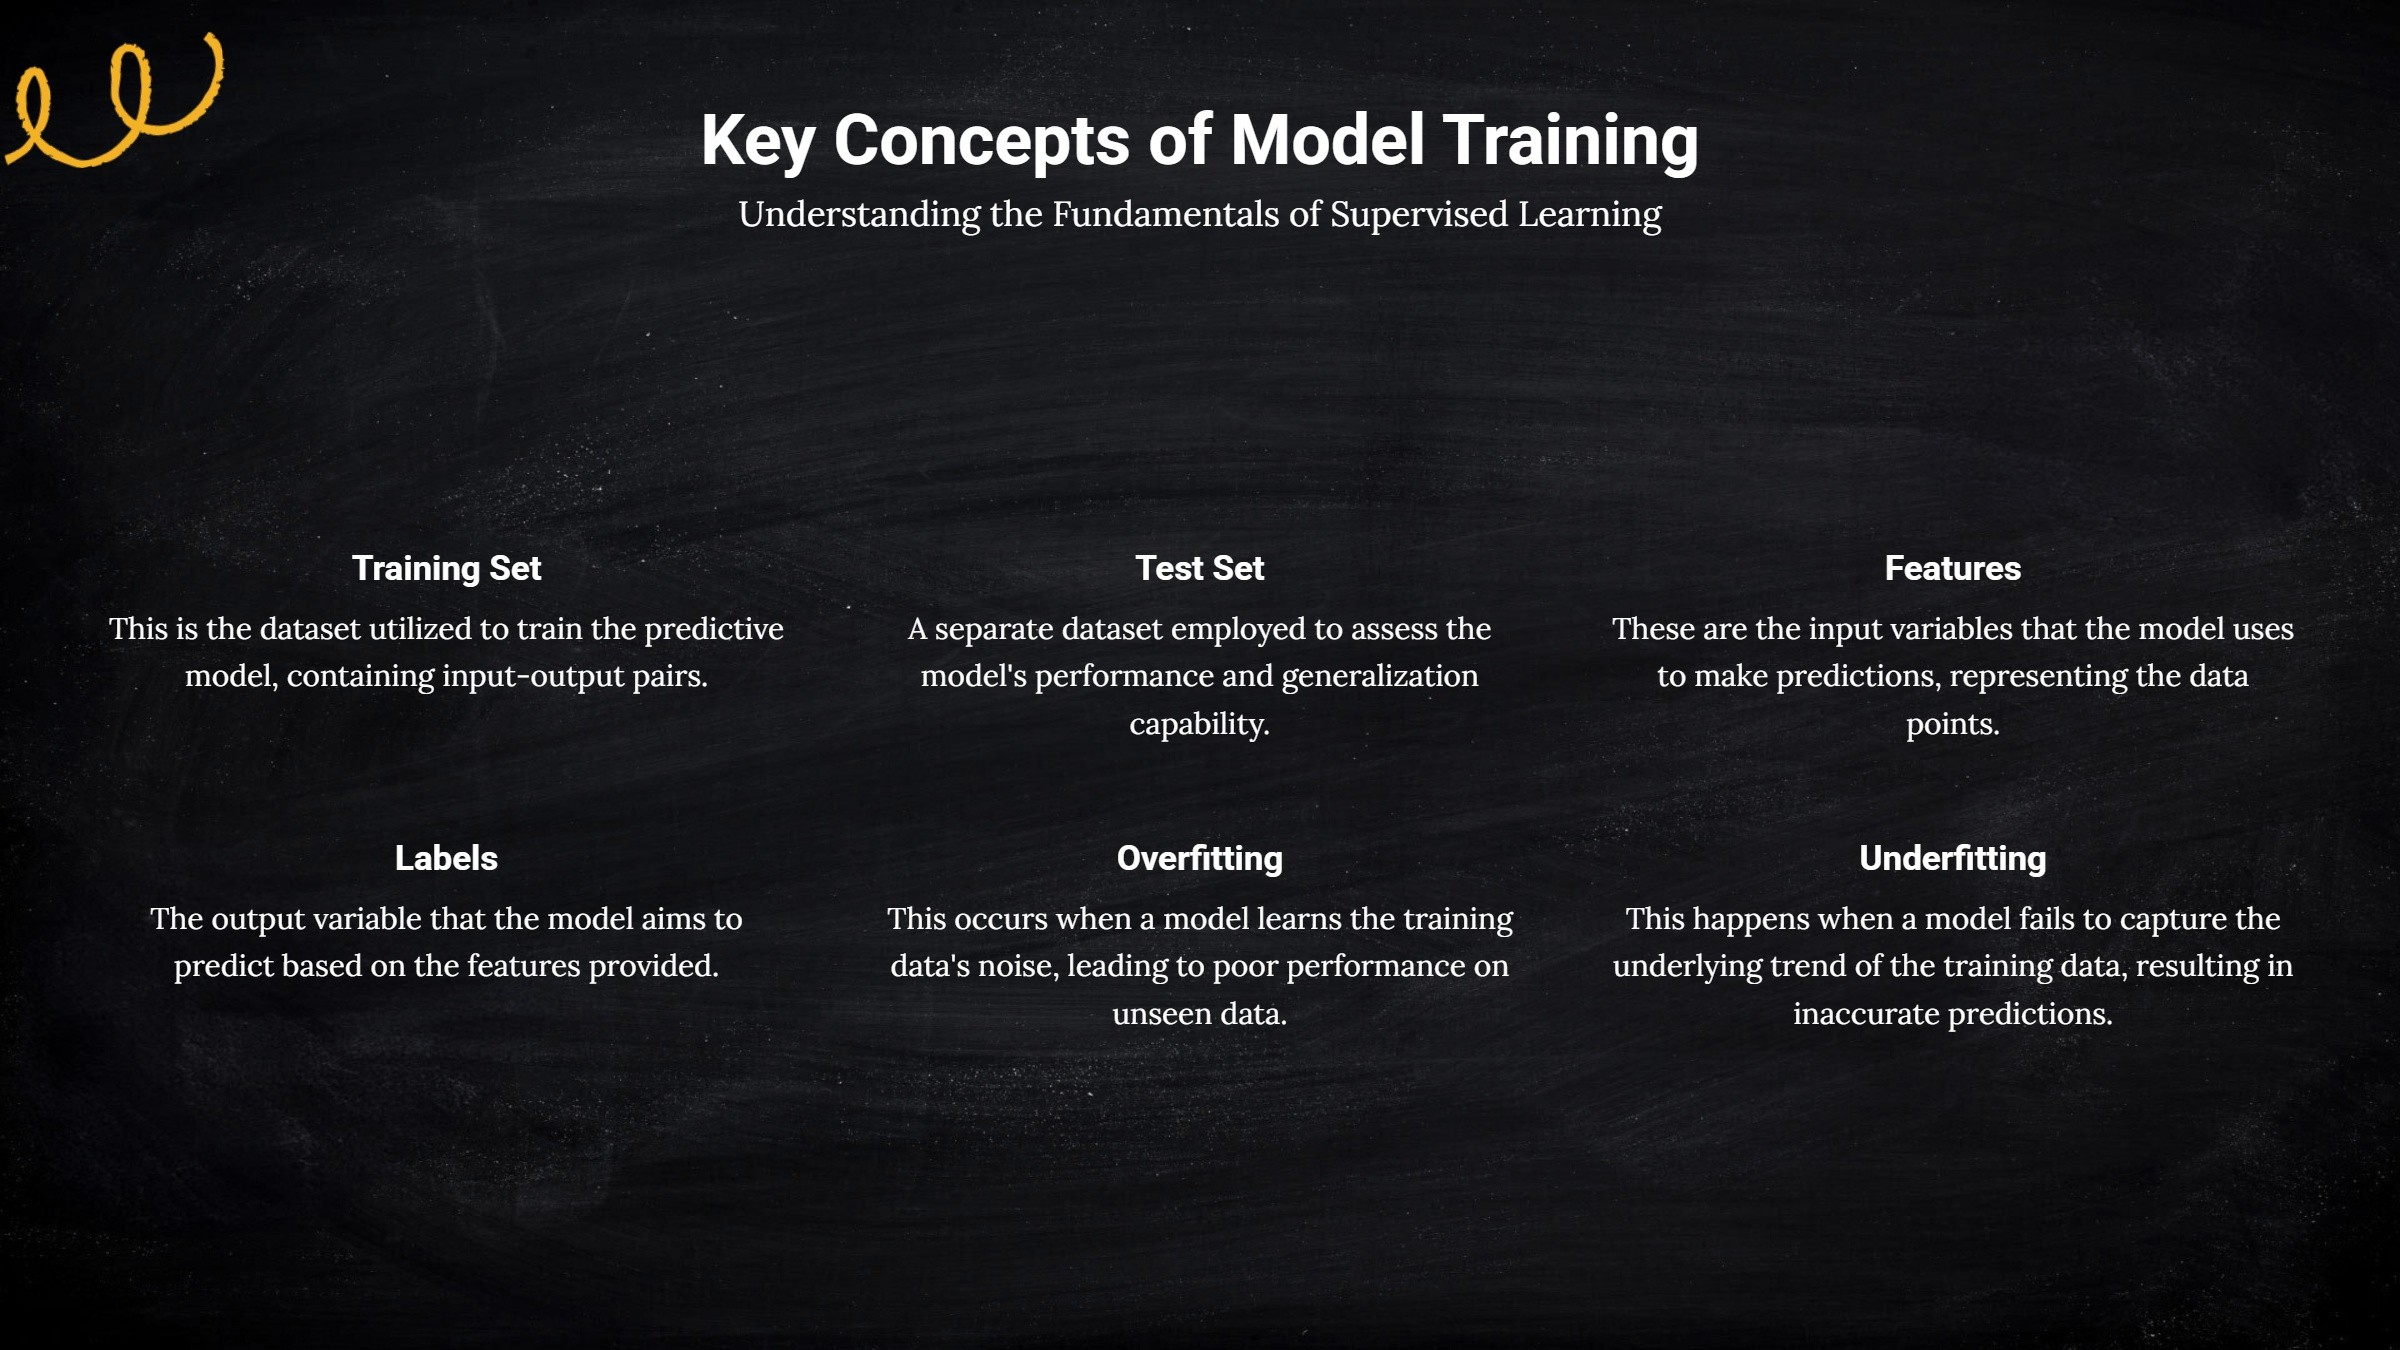 Key Concepts of Model Training
Understanding the Fundamentals of Supervised Learning
Training Set
This is the dataset utilized to train the predictive
model, containing input-output pairs.
Test Set
A separate dataset employed to assess the
model's performance and generalization
capability.
Features
These are the input variables that the model uses
to make predictions, representing the data
points.
Labels
The output variable that the model aims to
predict based on the features provided.
Overfitting
This occurs when a model learns the training
data's noise, leading to poor performance on
unseen data.
Underfitting
This happens when a model fails to capture the
underlying trend of the training data, resulting in
inaccurate predictions.